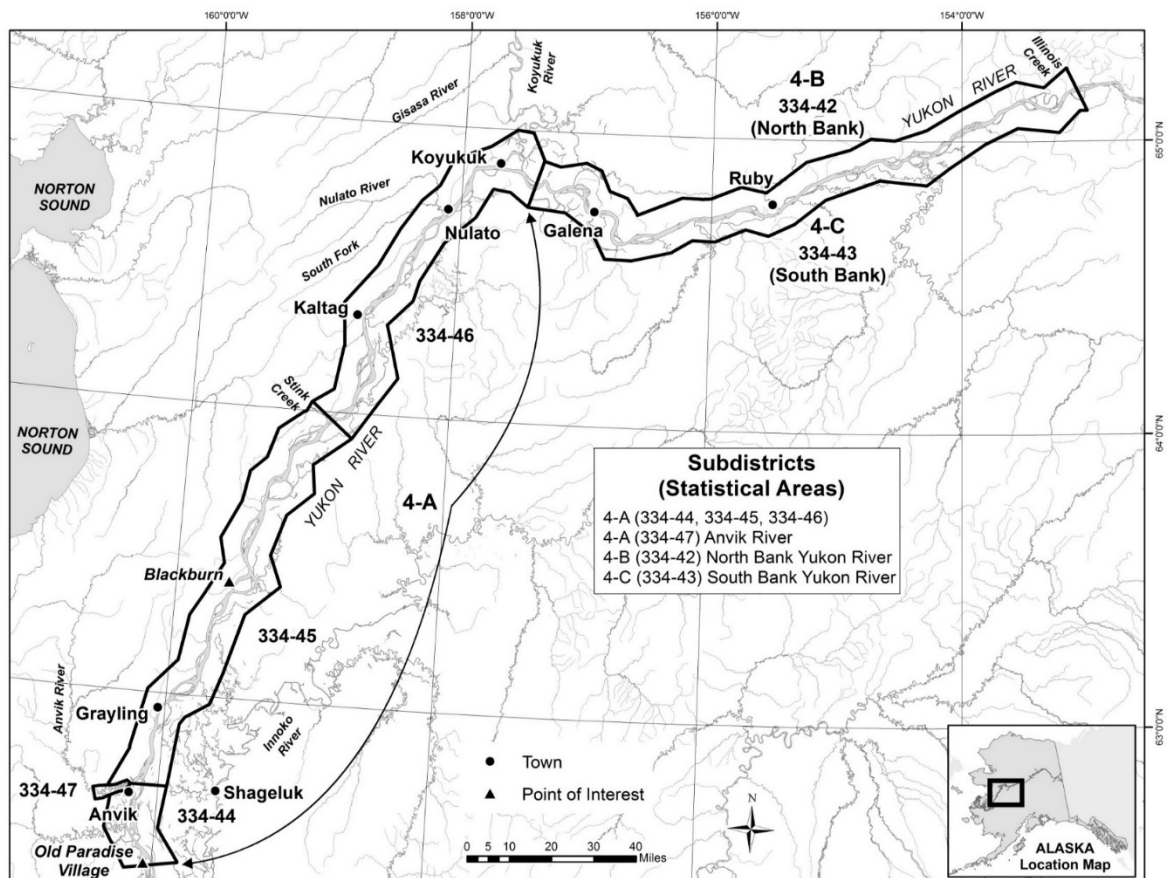 160°0'0"W
158°0'0"W
156°0'0"W
154°0'0"W
Koyukuk
River
Illinois
Creek
4-B
334-42
(North Bank)
YUKON RIVER
Gisasa River
65°0'0"N
Koyukuk
NORTON
SOUND
Nulato River
Ruby
Nulato
Galena
4-C
334-43
(South Bank)
South Fork
Kaltag
334-46
Stink
Creek
64°0'0"N
NORTON
SOUND
YUKON RIVER
4-A
Subdistricts
(Statistical Areas)
4-A (334-44, 334-45, 334-46)
4-A (334-47) Anvik River
4-B (334-42) North Bank Yukon River
4-C (334-43) South Bank Yukon River
Blackburn
334-45
Anvik River
Grayling
Innoko
River
63°0'0"N
Town
Point of Interest
334-47
Anvik
Shageluk
334-44
Old Paradise
Village
N
0 5 10 20 30 40
Miles
ALASKA
Location Map